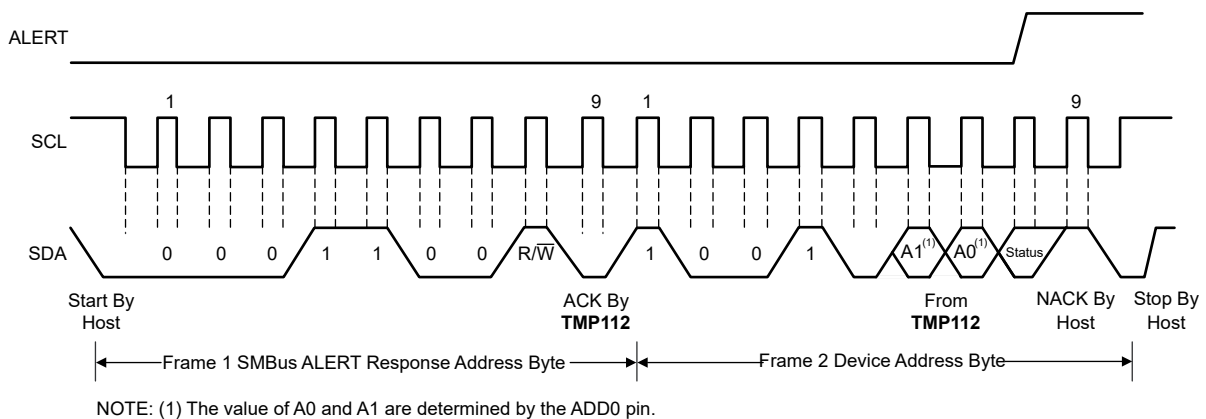 ALERT
1 9 1 9
SCL
SDA 0 0 0 1 1 0 0 R/W 1 0 0 1 A1(1) A0(1) Status
Start By Host
ACK By TMP112
From TMP112
NACK By Host
Stop By Host
Frame 1 SMBus ALERT Response Address Byte
Frame 2 Device Address Byte
NOTE: (1) The value of A0 and A1 are determined by the ADD0 pin.